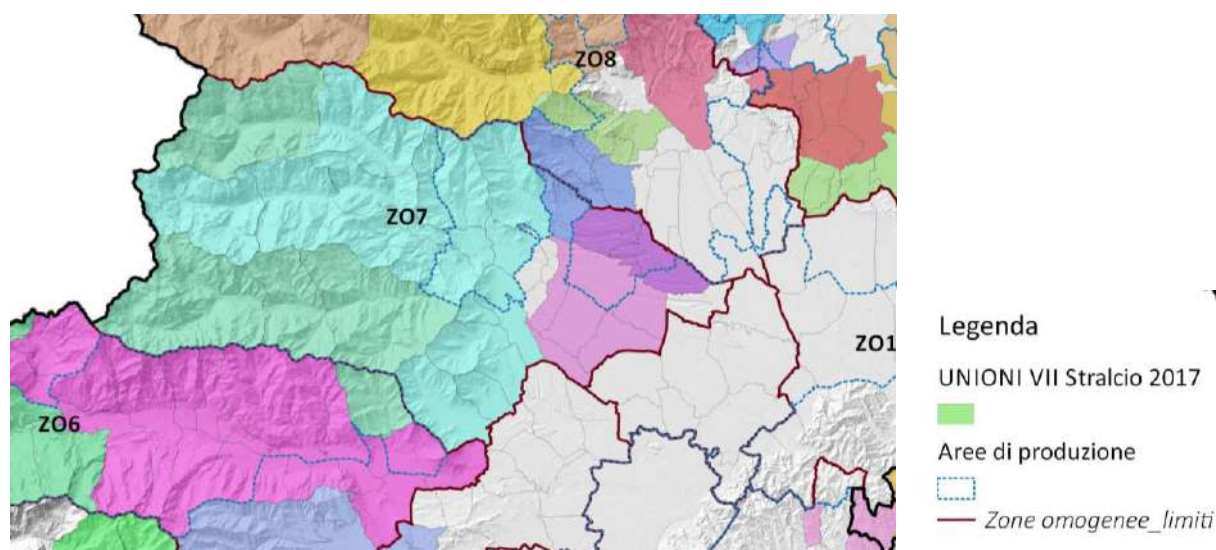 ZO8
ZO7
ZO1
ZO6
Legenda
UNIONI VII Stralcio 2017
Aree di produzione
Zone omogenee_limiti